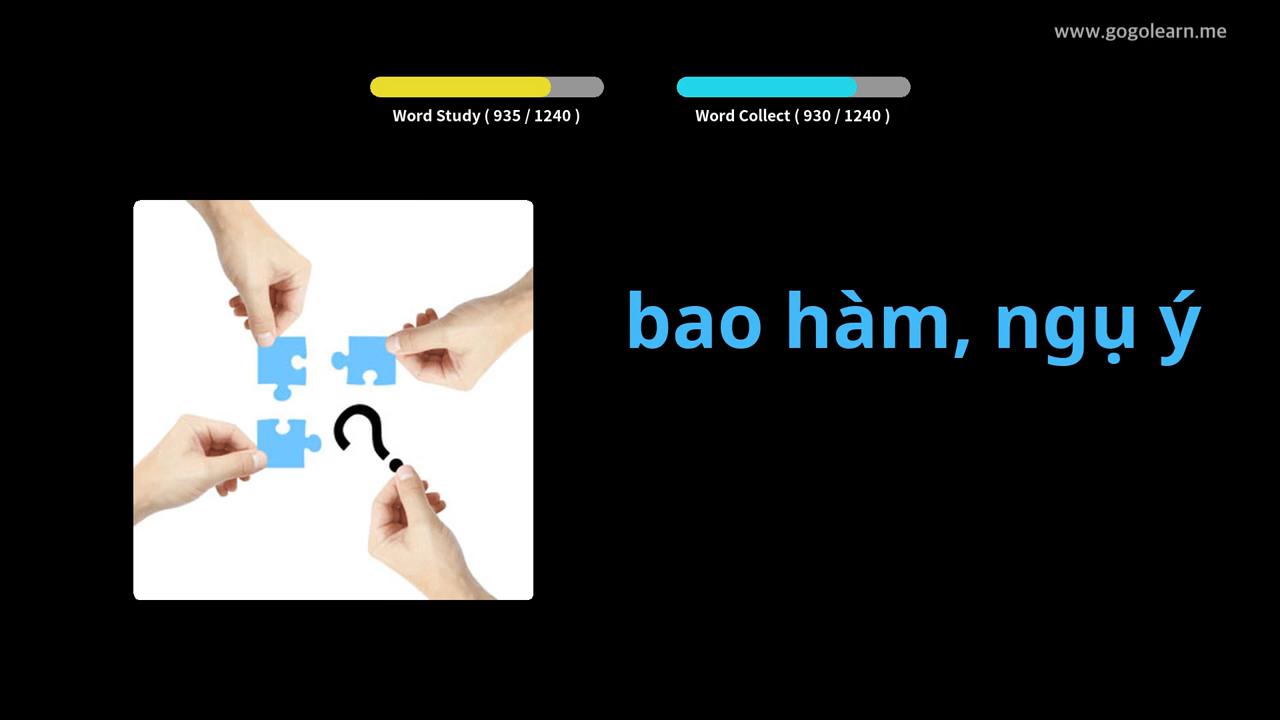 www.gogolearn.me
Word Study ( 935 / 1240 )
Word Collect ( 930 / 1240 )
bao hàm, ngụ ý
?